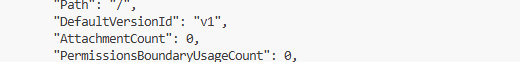 "Path": "/",
"DefaultVersionId": "v1",
"AttachmentCount": 0,
"PermissionsBoundaryUsageCount": 0,